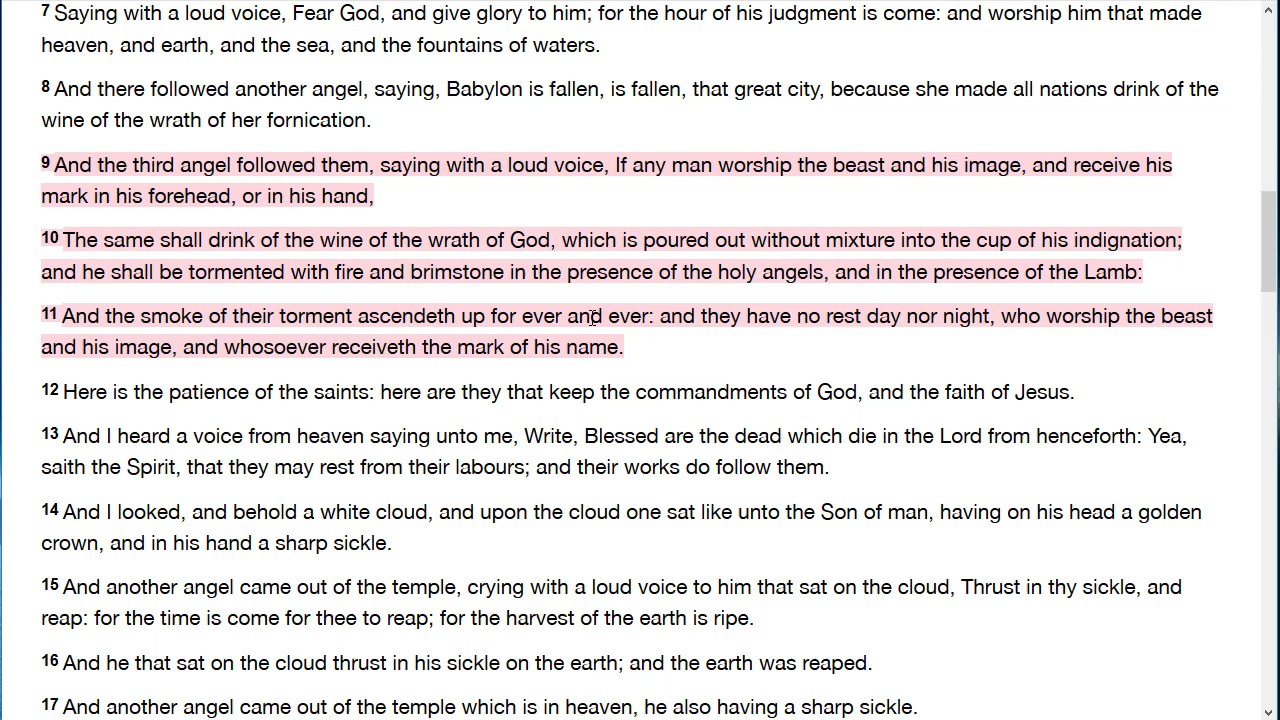 7 Saying with a loud voice, Fear God, and give glory to him; for the hour of his judgment is come: and worship him that made
heaven, and earth, and the sea, and the fountains of waters.
8 And there followed another angel, saying, Babylon is fallen, is fallen, that great city, because she made all nations drink of the
wine of the wrath of her fornication.
9 And the third angel followed them, saying with a loud voice, If any man worship the beast and his image, and receive his
mark in his forehead, or in his hand,
10 The same shall drink of the wine of the wrath of God, which is poured out without mixture into the cup of his indignation;
and he shall be tormented with fire and brimstone in the presence of the holy angels, and in the presence of the Lamb:
11 And the smoke of their torment ascendeth up for ever and ever: and they have no rest day nor night, who worship the beast
and his image, and whosoever receiveth the mark of his name.
12 Here is the patience of the saints: here are they that keep the commandments of God, and the faith of Jesus.
13 And I heard a voice from heaven saying unto me, Write, Blessed are the dead which die in the Lord from henceforth: Yea,
saith the Spirit, that they may rest from their labours; and their works do follow them.
14 And I looked, and behold a white cloud, and upon the cloud one sat like unto the Son of man, having on his head a golden
crown, and in his hand a sharp sickle.
15 And another angel came out of the temple, crying with a loud voice to him that sat on the cloud, Thrust in thy sickle, and
reap: for the time is come for thee to reap; for the harvest of the earth is ripe.
16 And he that sat on the cloud thrust in his sickle on the earth; and the earth was reaped.
17 And another angel came out of the temple which is in heaven, he also having a sharp sickle.